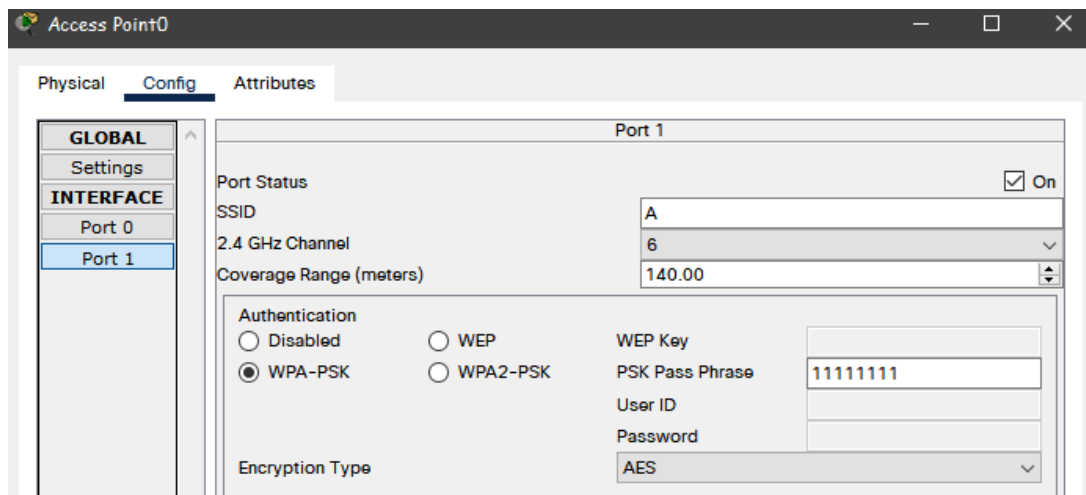 Access Point0
Physical Config Attributes
GLOBAL
Settings
INTERFACE
Port 0
Port 1
Port 1
Port Status On
SSID A
2.4 GHz Channel 6
Coverage Range (meters) 140.00
Authentication
Disabled WEP WEP Key
WPA-PSK WPA2-PSK PSK Pass Phrase 11111111
User ID
Password
Encryption Type AES